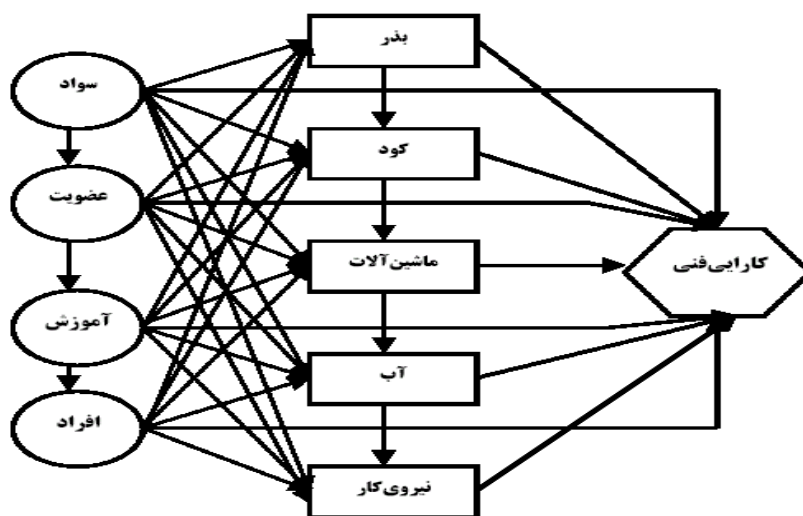 بذر
سواد
کود
عضویت
ماشین‌آلات
کارایی‌فنی
آموزش
آب
افراد
نیروی‌کار